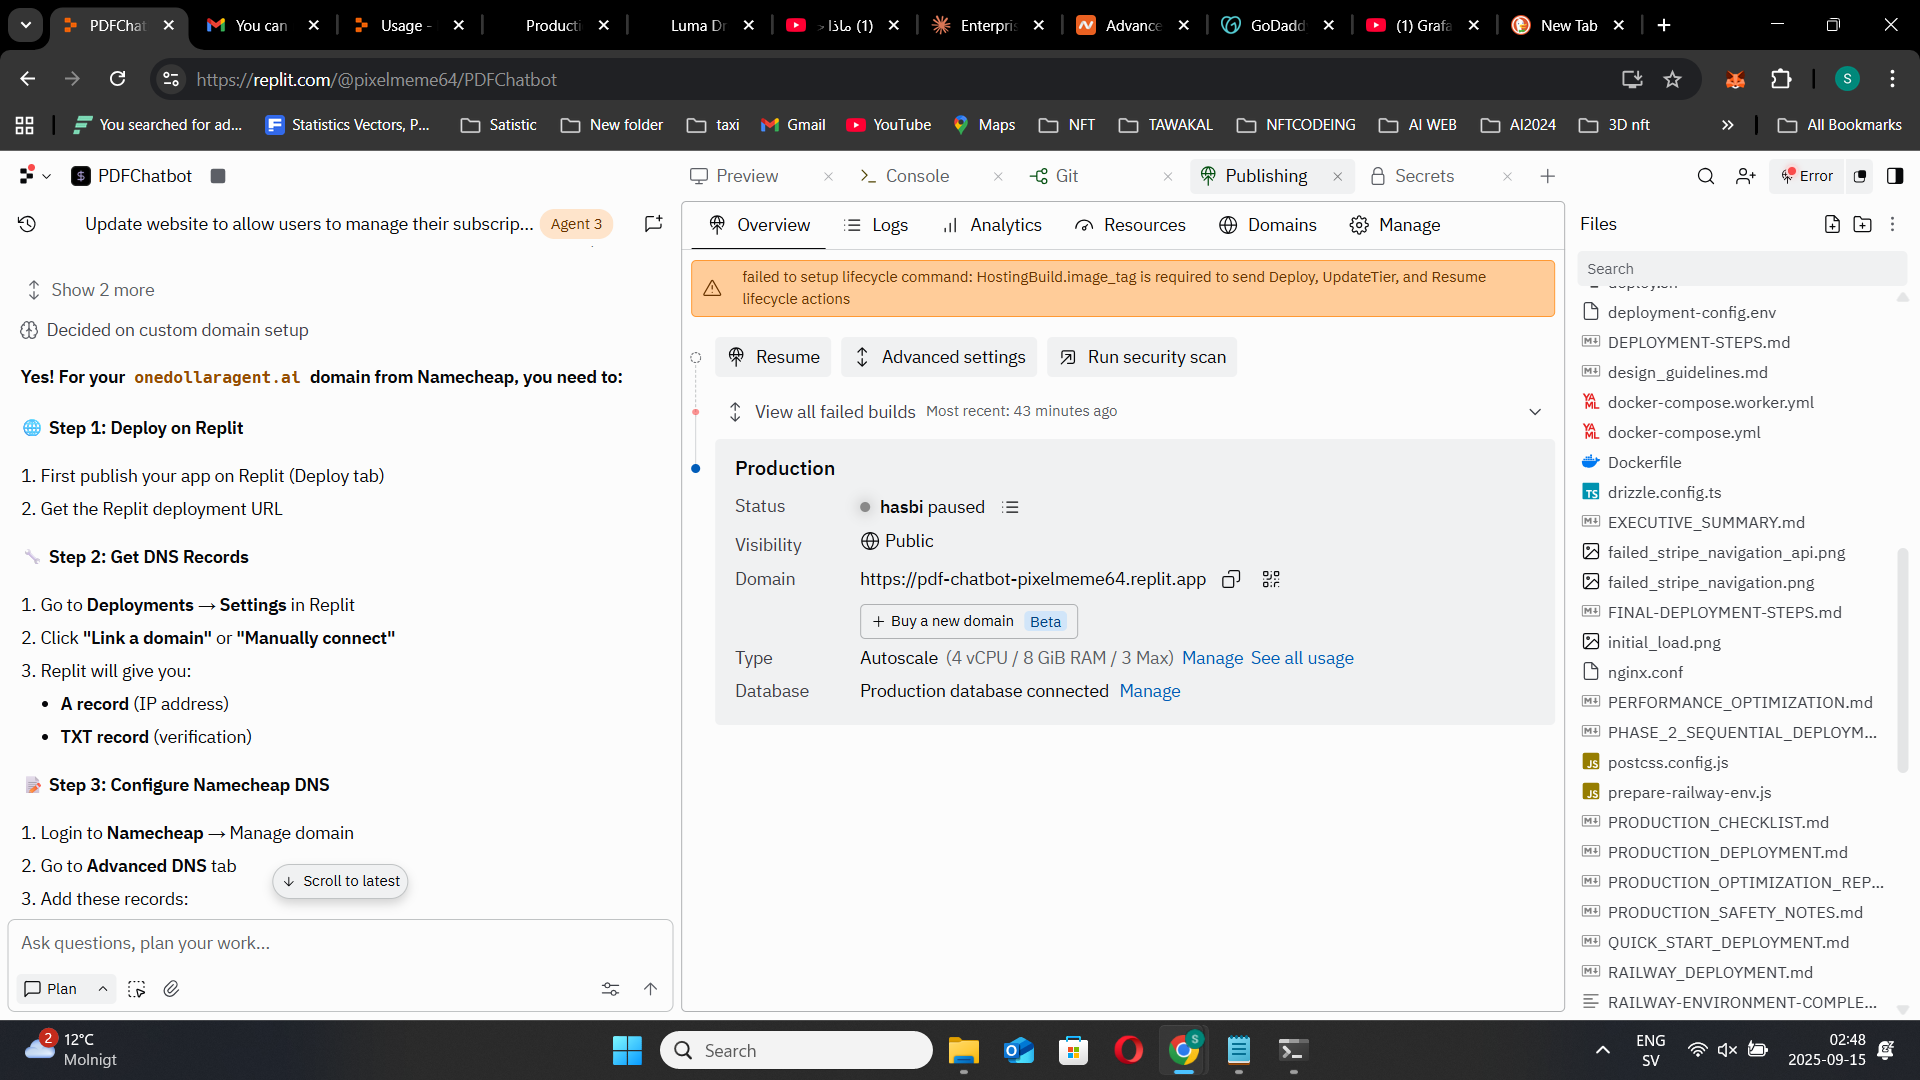 PDFChat
You can
Usage -
Producti
Luma Dr
(1) ماذا د
Enterpris
Advance
GoDadd
(1) Grafa
New Tab
https://replit.com/@pixelmeme64/PDFChatbot
S
You searched for ad...
Statistics Vectors, P...
Satistic
New folder
taxi
Gmail
YouTube
Maps
NFT
TAWAKAL
NFTCODEING
AI WEB
AI2024
3D nft
All Bookmarks
PDFChatbot
Preview
Console
Git
Publishing
Secrets
Error
Update website to allow users to manage their subscrip...
Agent 3
Show 2 more
Decided on custom domain setup
Yes! For your onedollaragent.ai domain from Namecheap, you need to:
🌐 Step 1: Deploy on Replit
1. First publish your app on Replit (Deploy tab)
2. Get the Replit deployment URL
🔧 Step 2: Get DNS Records
1. Go to Deployments → Settings in Replit
2. Click "Link a domain" or "Manually connect"
3. Replit will give you:
• A record (IP address)
• TXT record (verification)
📝 Step 3: Configure Namecheap DNS
1. Login to Namecheap → Manage domain
2. Go to Advanced DNS tab
3. Add these records:
Scroll to latest
Ask questions, plan your work...
Plan
Overview
Logs
Analytics
Resources
Domains
Manage
failed to setup lifecycle command: HostingBuild.image_tag is required to send Deploy, UpdateTier, and Resume
lifecycle actions
Resume
Advanced settings
Run security scan
View all failed builds
Most recent: 43 minutes ago
Production
Status
hasbi paused
Visibility
Public
Domain
https://pdf-chatbot-pixelmeme64.replit.app
+ Buy a new domain Beta
Type
Autoscale (4 vCPU / 8 GiB RAM / 3 Max) Manage See all usage
Database
Production database connected Manage
Files
Search
deploy.sh
deployment-config.env
DEPLOYMENT-STEPS.md
design_guidelines.md
docker-compose.worker.yml
docker-compose.yml
Dockerfile
drizzle.config.ts
EXECUTIVE_SUMMARY.md
failed_stripe_navigation_api.png
failed_stripe_navigation.png
FINAL-DEPLOYMENT-STEPS.md
initial_load.png
nginx.conf
PERFORMANCE_OPTIMIZATION.md
PHASE_2_SEQUENTIAL_DEPLOYM...
postcss.config.js
prepare-railway-env.js
PRODUCTION_CHECKLIST.md
PRODUCTION_DEPLOYMENT.md
PRODUCTION_OPTIMIZATION_REP...
PRODUCTION_SAFETY_NOTES.md
QUICK_START_DEPLOYMENT.md
RAILWAY_DEPLOYMENT.md
RAILWAY-ENVIRONMENT-COMPLE...
2
12°C
Molnigt
Search
S
ENG
SV
02:48
2025-09-15